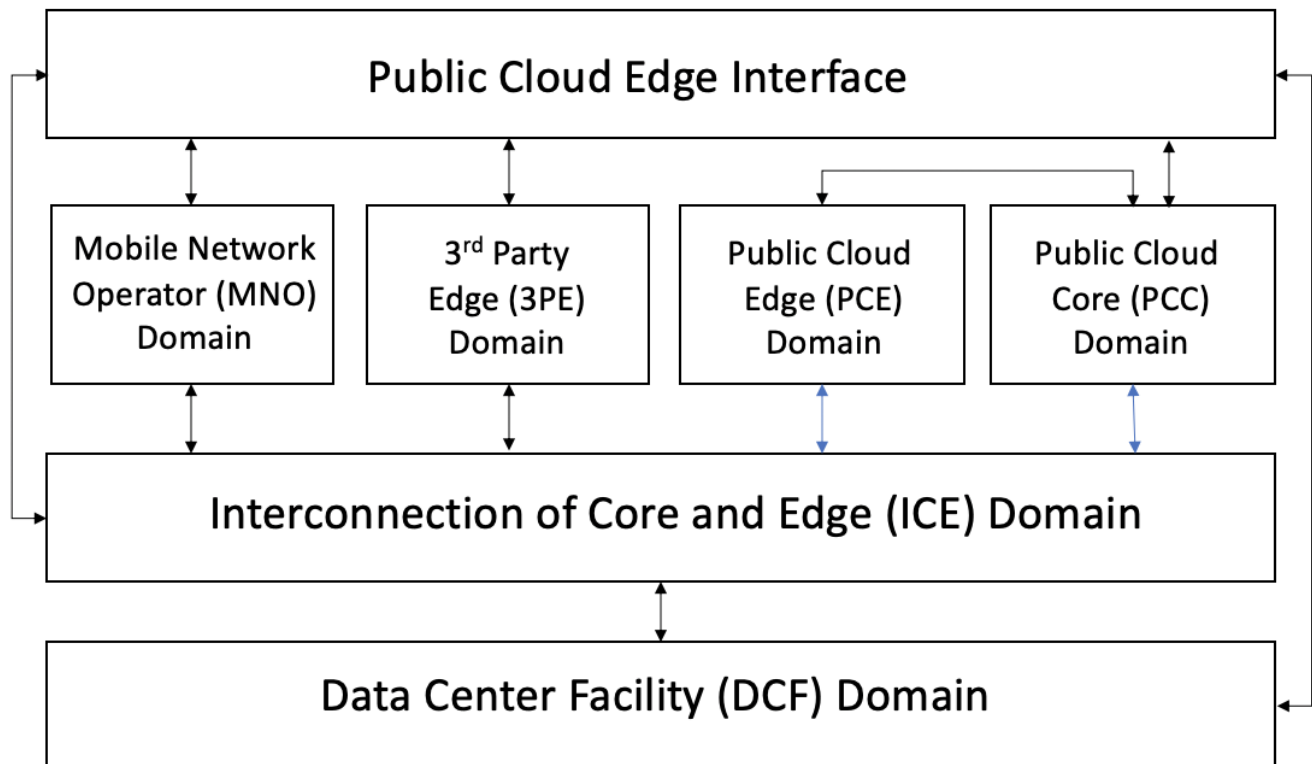 Public Cloud Edge Interface
Mobile Network
Operator (MNO)
Domain
3rd Party
Edge (3PE)
Domain
Public Cloud
Edge (PCE)
Domain
Public Cloud
Core (PCC)
Domain
Interconnection of Core and Edge (ICE) Domain
Data Center Facility (DCF) Domain